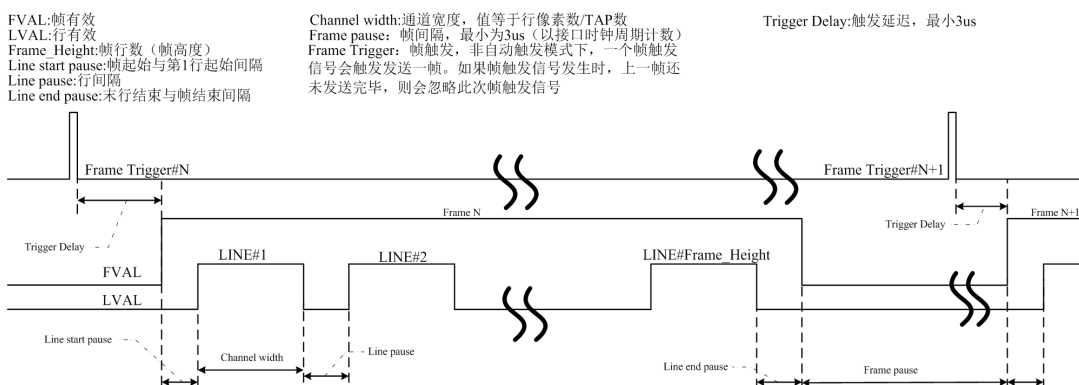 FVAL:帧有效
LVAL:行有效
Frame_Height:帧行数（帧高度）
Line start pause:帧起始与第1行起始间隔
Line pause:行间隔
Line end pause:末行结束与帧结束间隔
Channel width:通道宽度，值等于行像素数/TAP数
Frame pause：帧间隔，最小为3us（以接口时钟周期计数）
Frame Trigger：帧触发，非自动触发模式下，一个帧触发
信号会触发发送一帧。如果帧触发信号发生时，上一帧还
未发送完毕，则会忽略此次帧触发信号
Trigger Delay:触发延迟，最小3us
Frame Trigger#N
Frame Trigger#N+1
Frame N
Frame N+1
Trigger Delay
Trigger Delay
LINE#1
LINE#2
LINE#Frame_Height
FVAL
LVAL
Line start pause
Channel width
Line pause
Line end pause
Frame pause